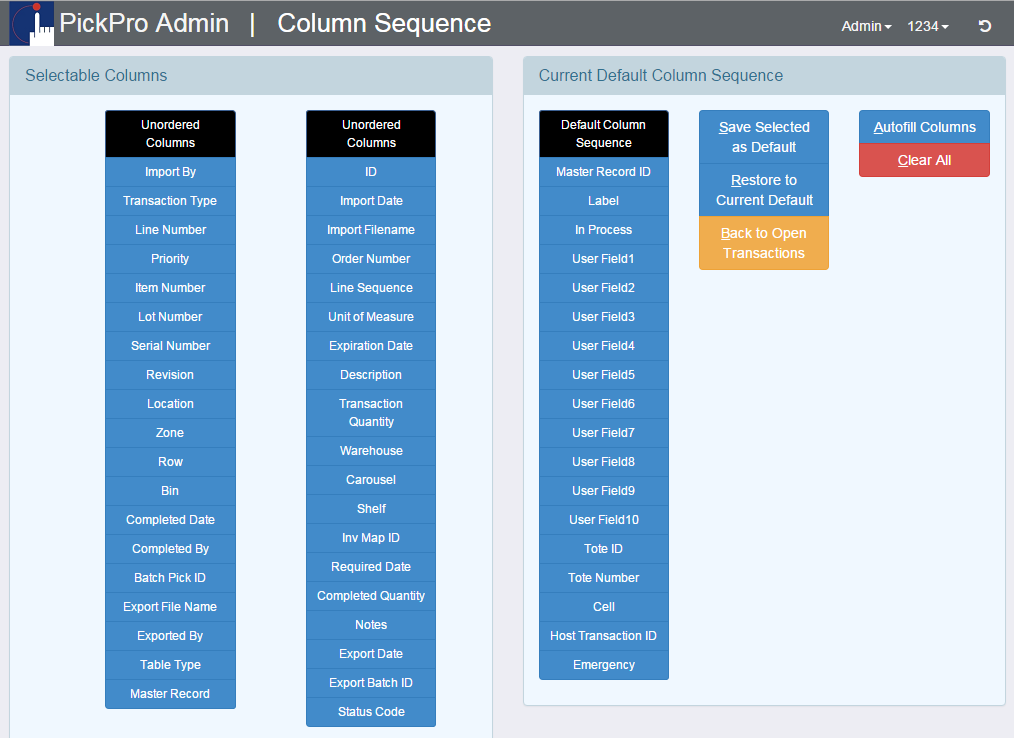 PickPro Admin | Column Sequence
Admin
1234
Selectable Columns
Unordered
Columns
Import By
Transaction Type
Line Number
Priority
Item Number
Lot Number
Serial Number
Revision
Location
Zone
Row
Bin
Completed Date
Completed By
Batch Pick ID
Export File Name
Exported By
Table Type
Master Record
Unordered
Columns
ID
Import Date
Import Filename
Order Number
Line Sequence
Unit of Measure
Expiration Date
Description
Transaction
Quantity
Warehouse
Carousel
Shelf
Inv Map ID
Required Date
Completed Quantity
Notes
Export Date
Export Batch ID
Status Code
Current Default Column Sequence
Default Column
Sequence
Master Record ID
Label
In Process
User Field1
User Field2
User Field3
User Field4
User Field5
User Field6
User Field7
User Field8
User Field9
User Field10
Tote ID
Tote Number
Cell
Host Transaction ID
Emergency
Save Selected
as Default
Restore to
Current Default
Back to Open
Transactions
Autofill Columns
Clear All